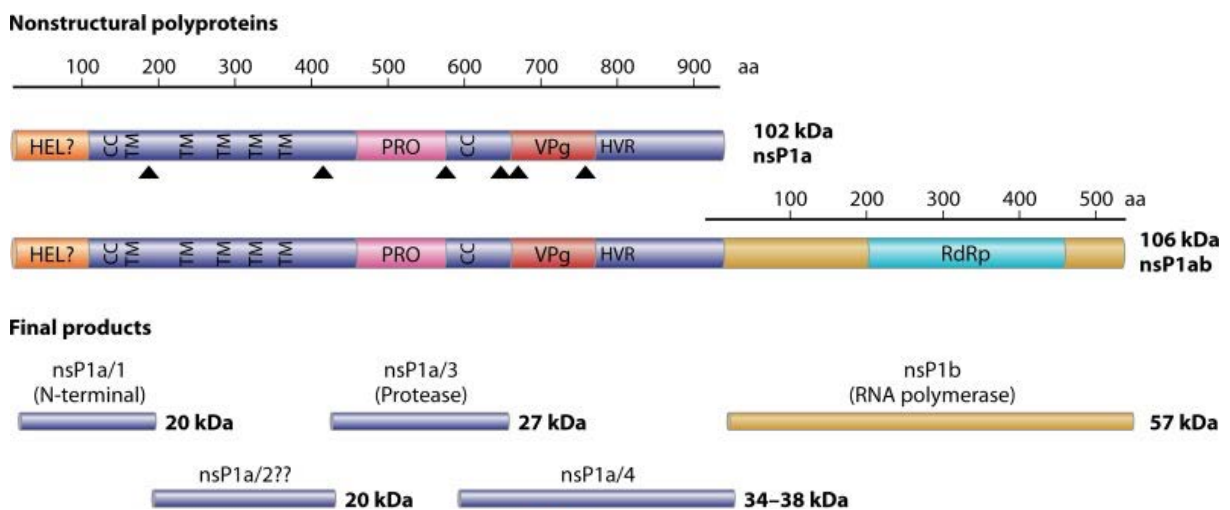 Nonstructural polyproteins
100 200 300 400 500 600 700 800 900 aa
HEL? CC TM TM TM TM TM PRO CC VPg HVR
102 kDa
nsP1a
100 200 300 400 500 aa
HEL? CC TM TM TM TM TM PRO CC VPg HVR RdRp
106 kDa
nsP1ab
Final products
nsP1a/1
(N-terminal)
20 kDa
nsP1a/3
(Protease)
27 kDa
nsP1b
(RNA polymerase)
57 kDa
nsP1a/2??
20 kDa
nsP1a/4
34–38 kDa